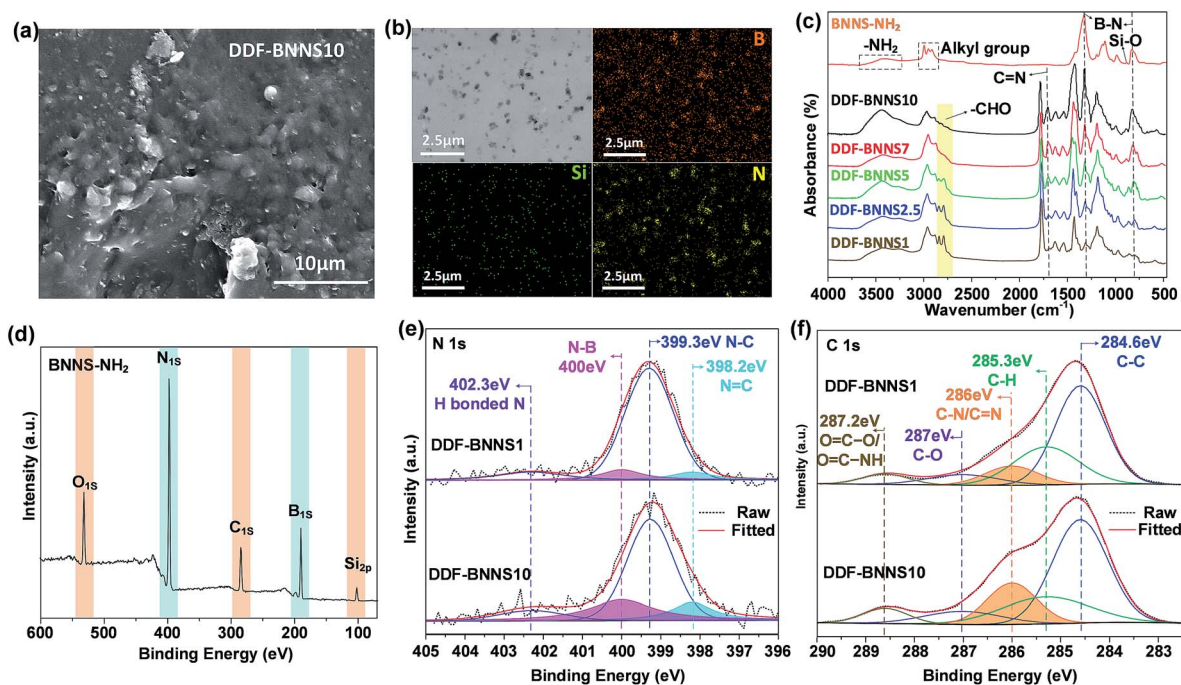 (a)
DDF-BNNS10
10μm
(b)
B
2.5μm
2.5μm
Si
N
2.5μm
2.5μm
(c)
BNNS-NH₂
-NH₂
Alkyl group
B-N
Si-O
C=N
-CHO
DDF-BNNS10
DDF-BNNS7
DDF-BNNS5
DDF-BNNS2.5
DDF-BNNS1
Absorbance (%)
4000 3500 3000 2500 2000 1500 1000 500
Wavenumber (cm⁻¹)
(d)
BNNS-NH₂
N₁S
O₁S
C₁S
B₁S
Si₂p
Intensity (a.u.)
600 500 400 300 200 100
Binding Energy (eV)
(e)
N 1s
N-B
400eV
399.3eV N-C
398.2eV
N=C
402.3eV
H bonded N
DDF-BNNS1
Raw
Fitted
DDF-BNNS10
Intensity (a.u.)
405 404 403 402 401 400 399 398 397 396
Binding Energy (eV)
(f)
C 1s
284.6eV
C-C
DDF-BNNS1
285.3eV
C-H
286eV
C-N/C=N
287.2eV
O=C-O/
O=C-NH
287eV
C-O
Raw
Fitted
DDF-BNNS10
Intensity (a.u.)
290 289 288 287 286 285 284 283
Binding Energy (eV)